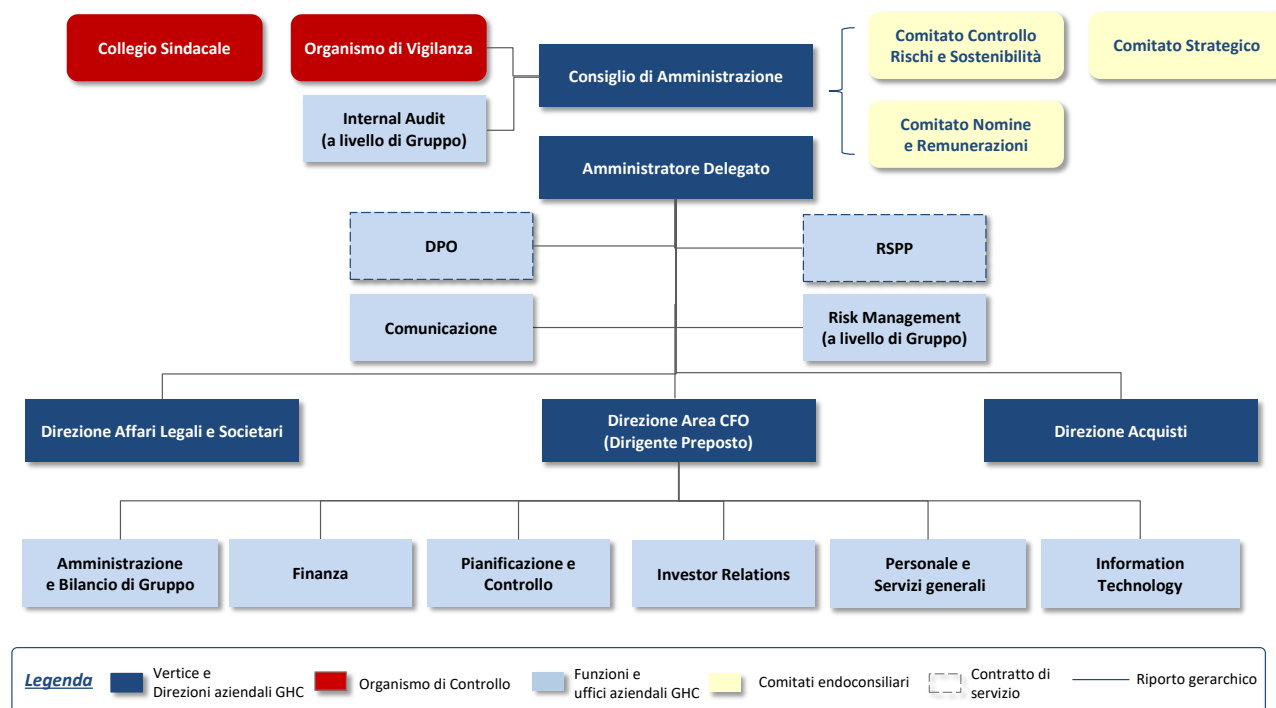 Collegio Sindacale
Organismo di Vigilanza
Consiglio di Amministrazione
Comitato Controllo
Rischi e Sostenibilità
Comitato Strategico
Internal Audit
(a livello di Gruppo)
Comitato Nomine
e Remunerazioni
Amministratore Delegato
DPO
RSPP
Comunicazione
Risk Management
(a livello di Gruppo)
Direzione Affari Legali e Societari
Direzione Area CFO
(Dirigente Preposto)
Direzione Acquisti
Amministrazione
e Bilancio di Gruppo
Finanza
Pianificazione e
Controllo
Investor Relations
Personale e
Servizi generali
Information
Technology
Legenda
Vertice e
Direzioni aziendali GHC
Organismo di Controllo
Funzioni e
uffici aziendali GHC
Comitati endoconsiliari
Contratto di
servizio
Riporto gerarchico